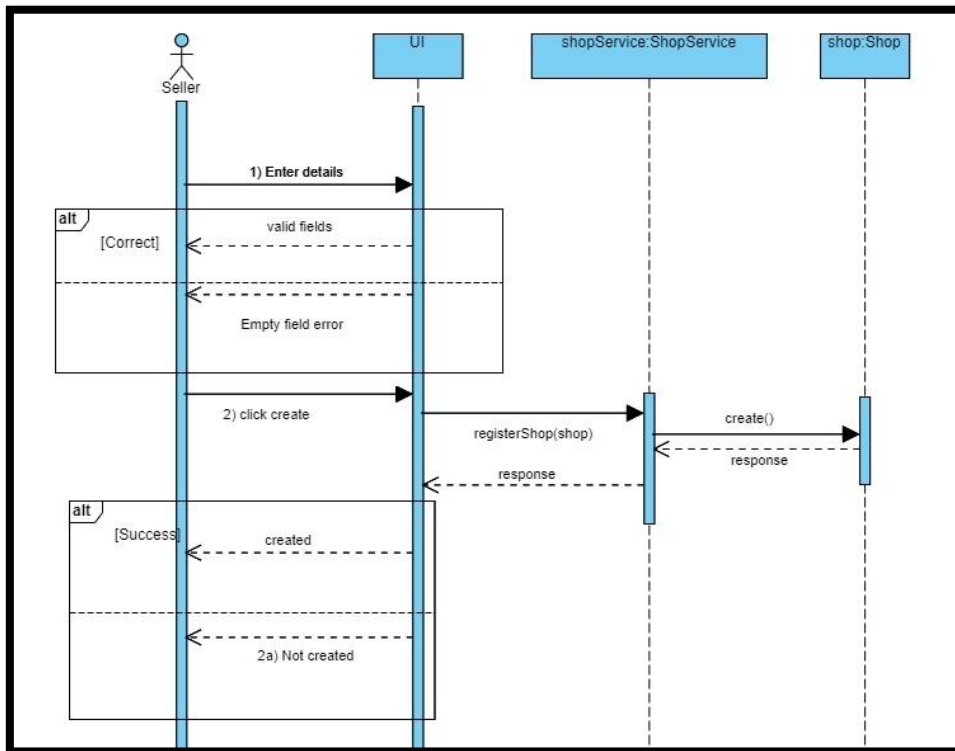 UI
shopService:ShopService
shop:Shop
Seller
1) Enter details
alt
valid fields
[Correct]
Empty field error
2) click create
create()
registerShop(shop)
response
response
alt
[Success]
created
2a) Not created